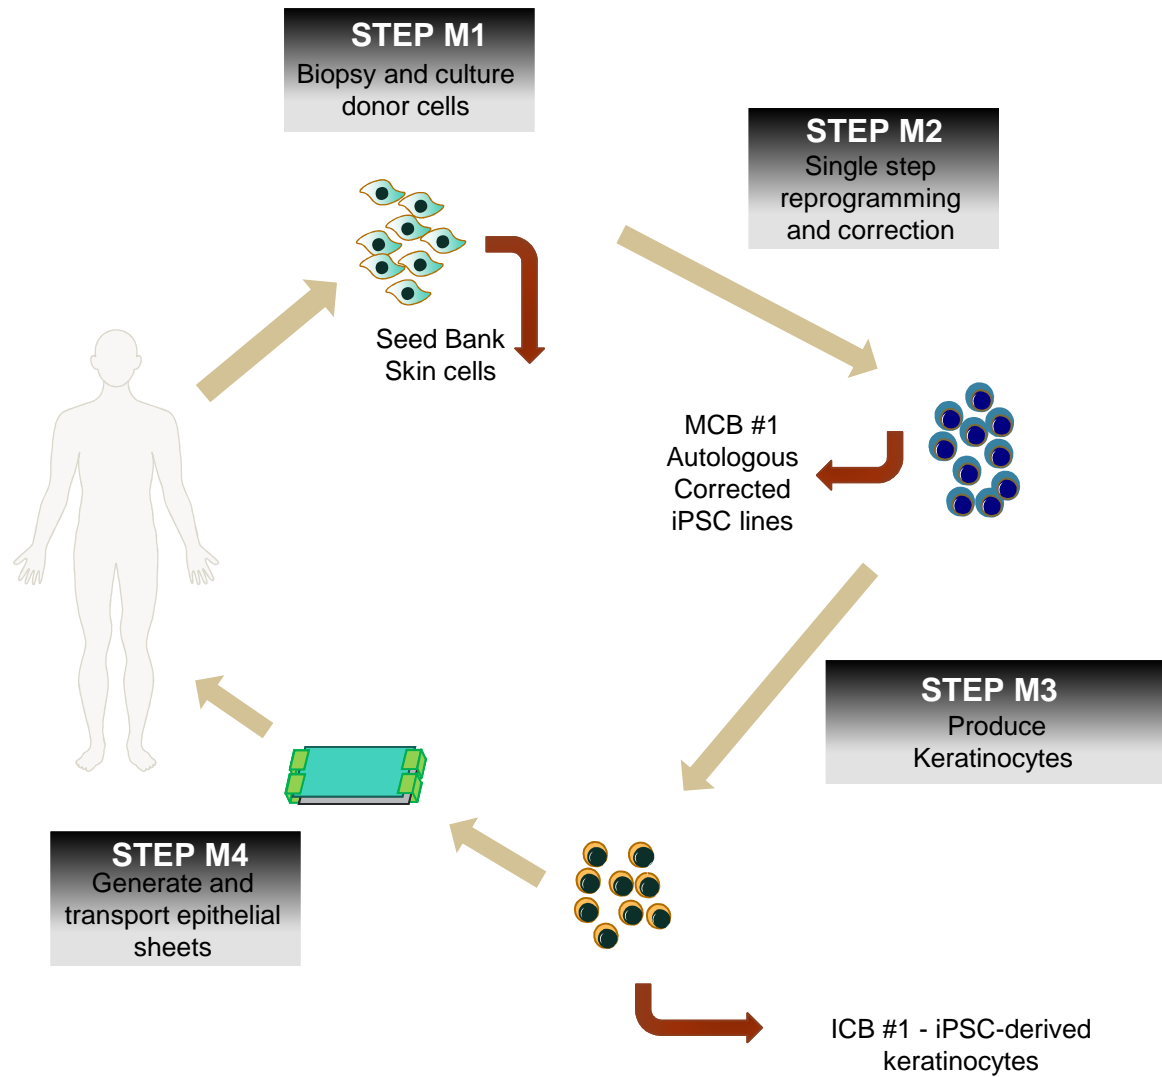 STEP M1
Biopsy and culture
donor cells
STEP M2
Single step
reprogramming
and correction
Seed Bank
Skin cells
MCB #1
Autologous
Corrected
iPSC lines
STEP M3
Produce
Keratinocytes
STEP M4
Generate and
transport epithelial
sheets
ICB #1 - iPSC-derived
keratinocytes